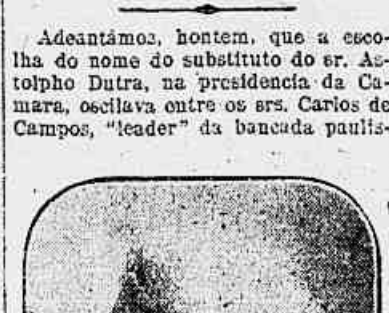 Adeantámos, hontem, que a esco-
lha do nome do substituto do sr. As-
tolpho Dutra, na presidencia da Ca-
mara, oscilava entre os srs. Carlos de
Campos, "leader" da bancada paulis-